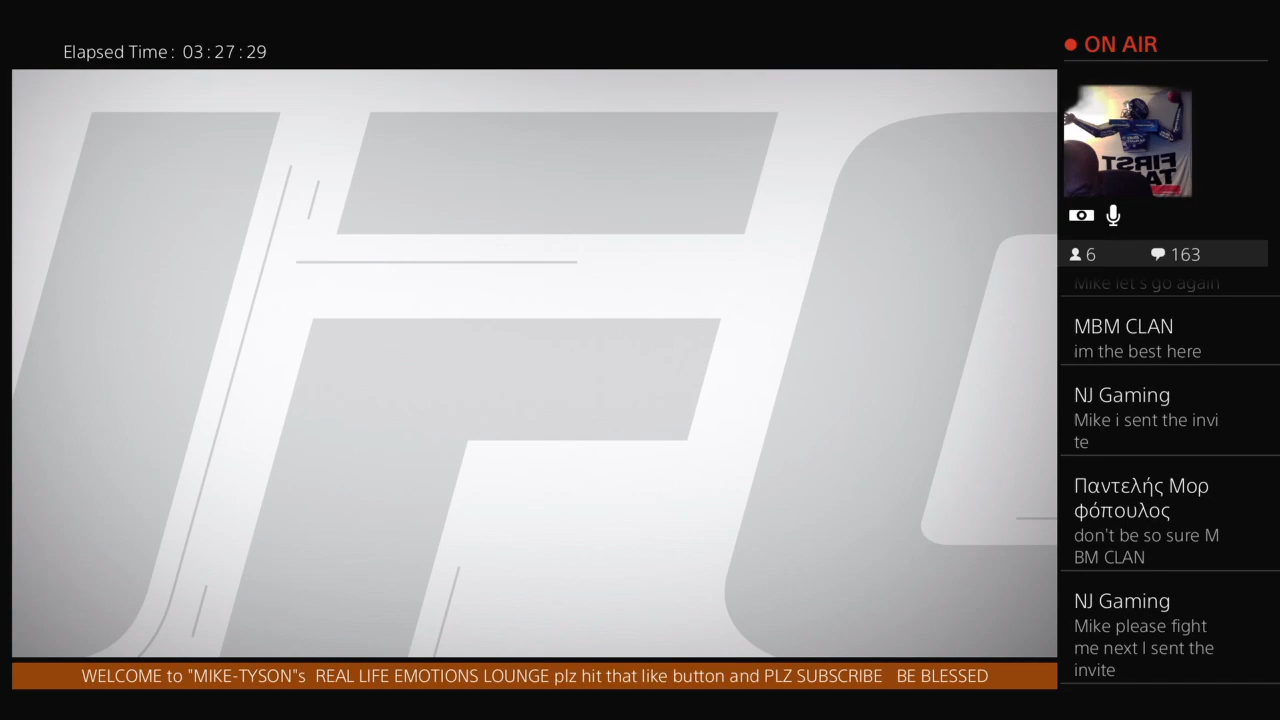 Elapsed Time: 03:27:29
ON AIR
FIRST
TA
6
163
Mike let's go again
MBM CLAN
im the best here
NJ Gaming
Mike i sent the invi
te
Παντελής Μορ
φόπουλος
don't be so sure M
BM CLAN
NJ Gaming
Mike please fight
me next I sent the
invite
UFC
WELCOME to "MIKE-TYSON"s REAL LIFE EMOTIONS LOUNGE plz hit that like button and PLZ SUBSCRIBE BE BLESSED